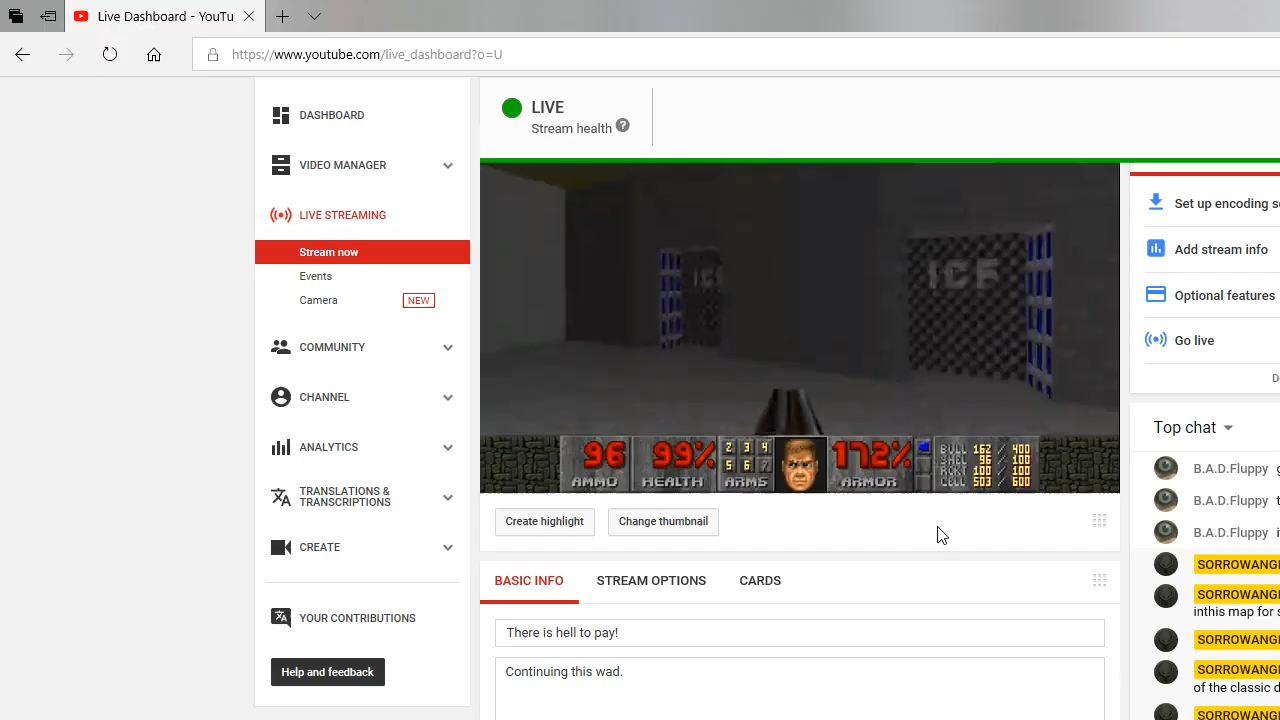 Live Dashboard - YouTu
https://www.youtube.com/live_dashboard?o=U
DASHBOARD
VIDEO MANAGER
LIVE STREAMING
Stream now
Events
Camera NEW
COMMUNITY
CHANNEL
ANALYTICS
TRANSLATIONS &
TRANSCRIPTIONS
CREATE
YOUR CONTRIBUTIONS
Help and feedback
LIVE
Stream health ?
ICF
ICF
96 99% 2 3 4 172% BULL 162 / 400
SHEL 96 / 100
5 6 7 RCKT 100 / 100
AMMO HEALTH ARMS ARMOR CELL 503 / 600
Create highlight Change thumbnail
BASIC INFO STREAM OPTIONS CARDS
There is hell to pay!
Continuing this wad.
Set up encoding s
Add stream info
Optional features
Go live
D
Top chat
B.A.D.Fluppy g
B.A.D.Fluppy t
B.A.D.Fluppy i
SORROWANG
SORROWANG
inthis map for s
SORROWANG
SORROWANG
of the classic d
SORROWANG